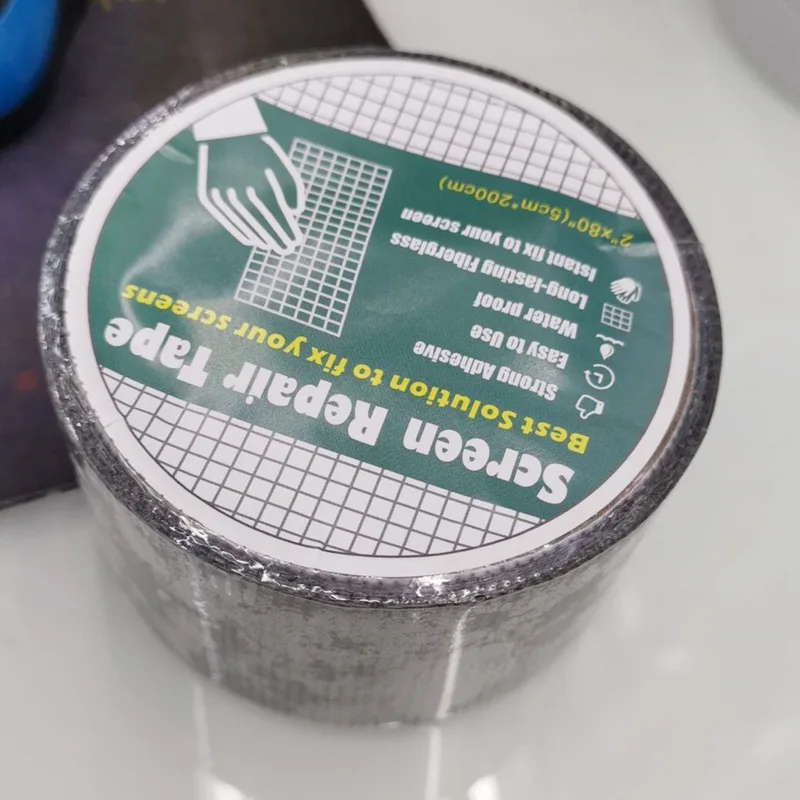 Screen Repair Tape
Best Solution to fix your screens
Strong Adhesive
Easy to Use
Water proof
Long-lasting Fiberglass
Istant fix to your screen
2"x80"(5cm*200cm)